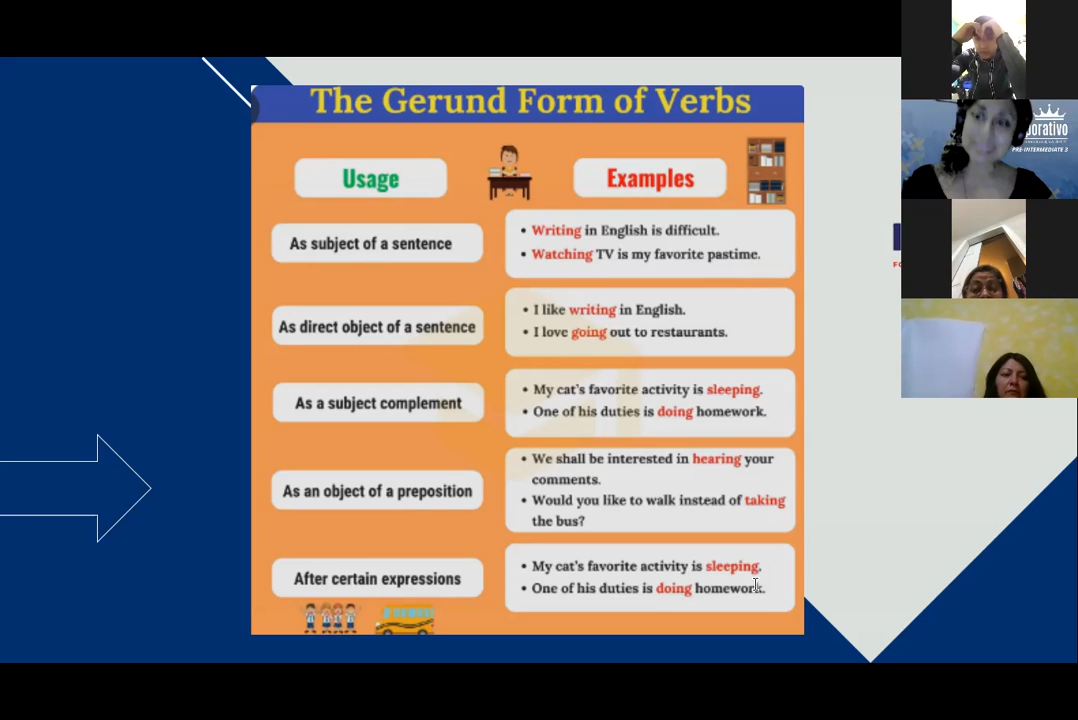 The Gerund Form of Verbs
Usage
Examples
As subject of a sentence
• Writing in English is difficult.
• Watching TV is my favorite pastime.
As direct object of a sentence
• I like writing in English.
• I love going out to restaurants.
As a subject complement
• My cat's favorite activity is sleeping.
• One of his duties is doing homework.
As an object of a preposition
• We shall be interested in hearing your
comments.
• Would you like to walk instead of taking
the bus?
After certain expressions
• My cat's favorite activity is sleeping.
• One of his duties is doing homework.
porativo
PRE-INTERMEDIATE 3